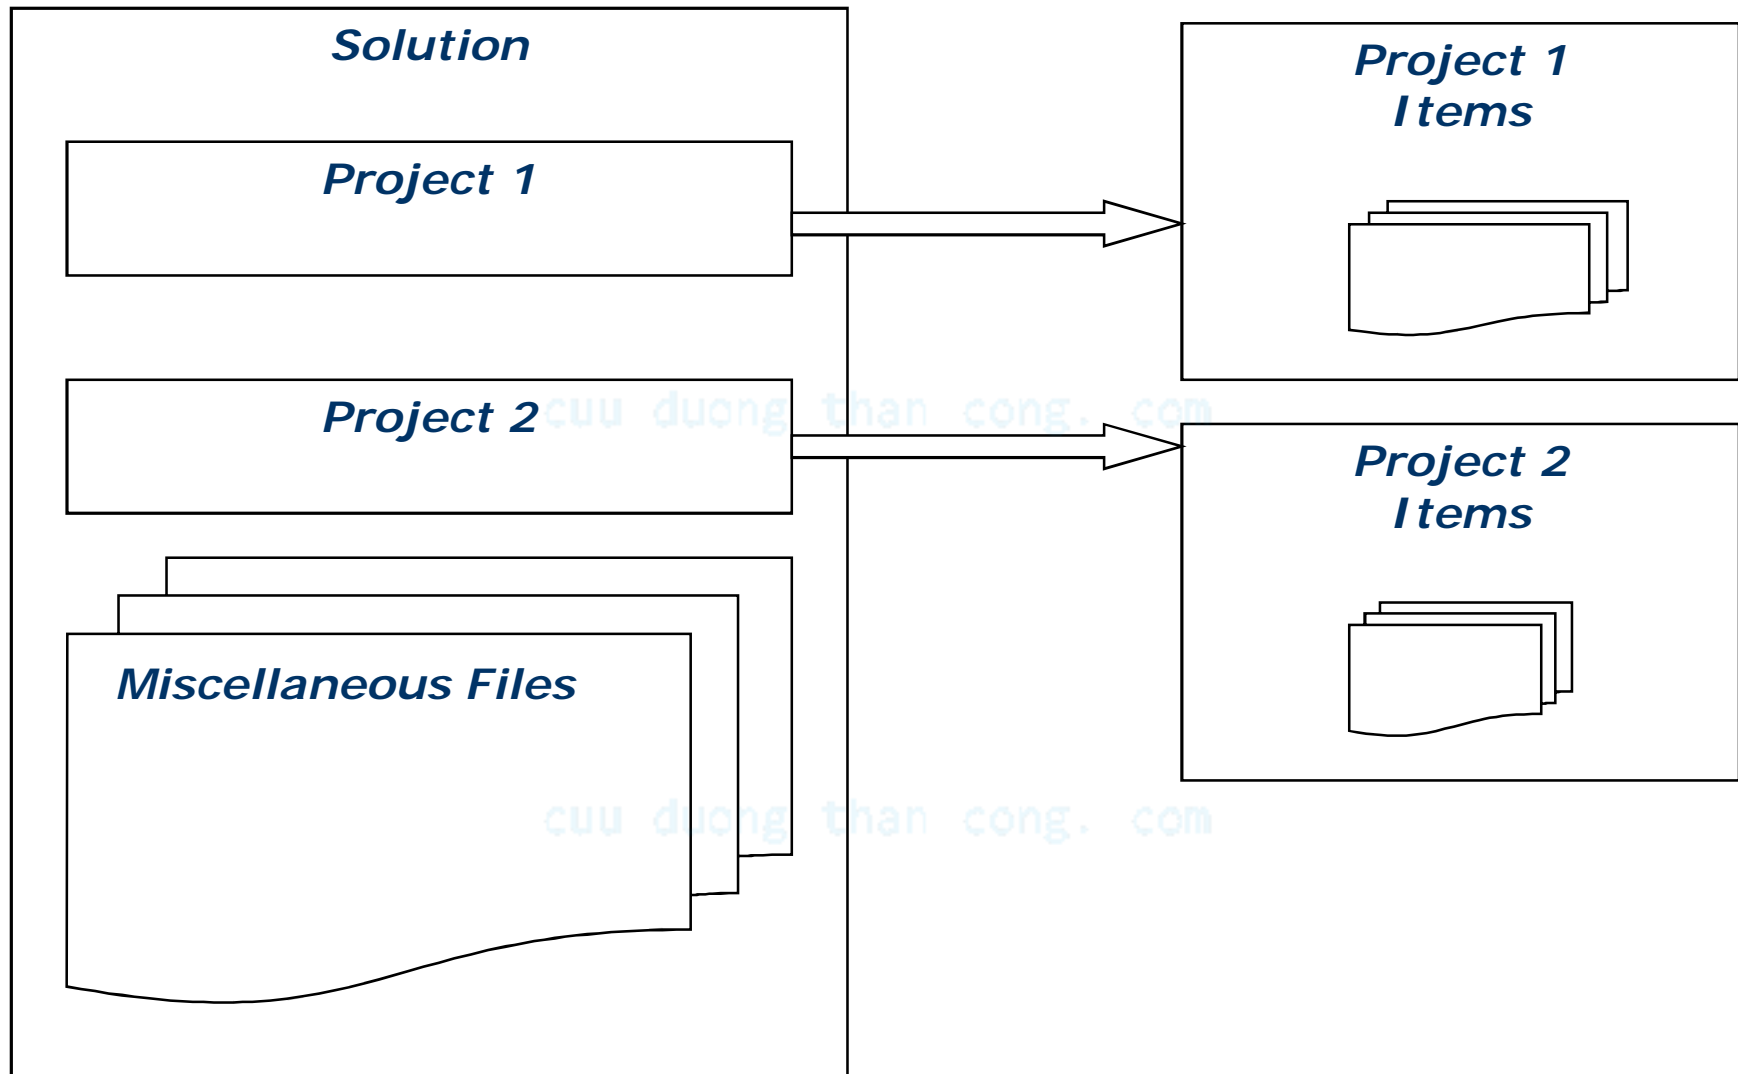 Solution
Project 1
Project 2
Miscellaneous Files
Project 1
Items
Project 2
Items
cuu duong than cong. com
cuu duong than cong. com